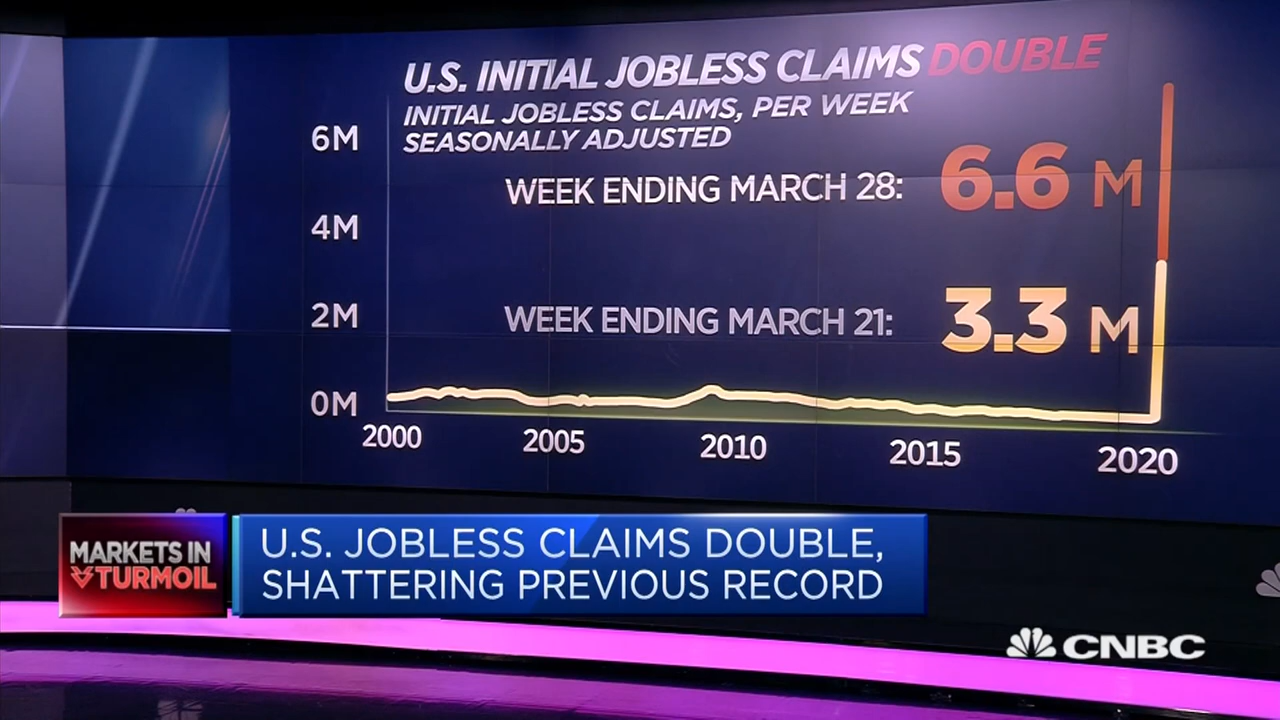 U.S. INITIAL JOBLESS CLAIMS DOUBLE
INITIAL JOBLESS CLAIMS, PER WEEK
SEASONALLY ADJUSTED
6M
WEEK ENDING MARCH 28: 6.6 M
4M
2M
WEEK ENDING MARCH 21: 3.3 M
0M
2000
2005
2010
2015
2020
MARKETS IN
TURMOIL
U.S. JOBLESS CLAIMS DOUBLE,
SHATTERING PREVIOUS RECORD
CNBC